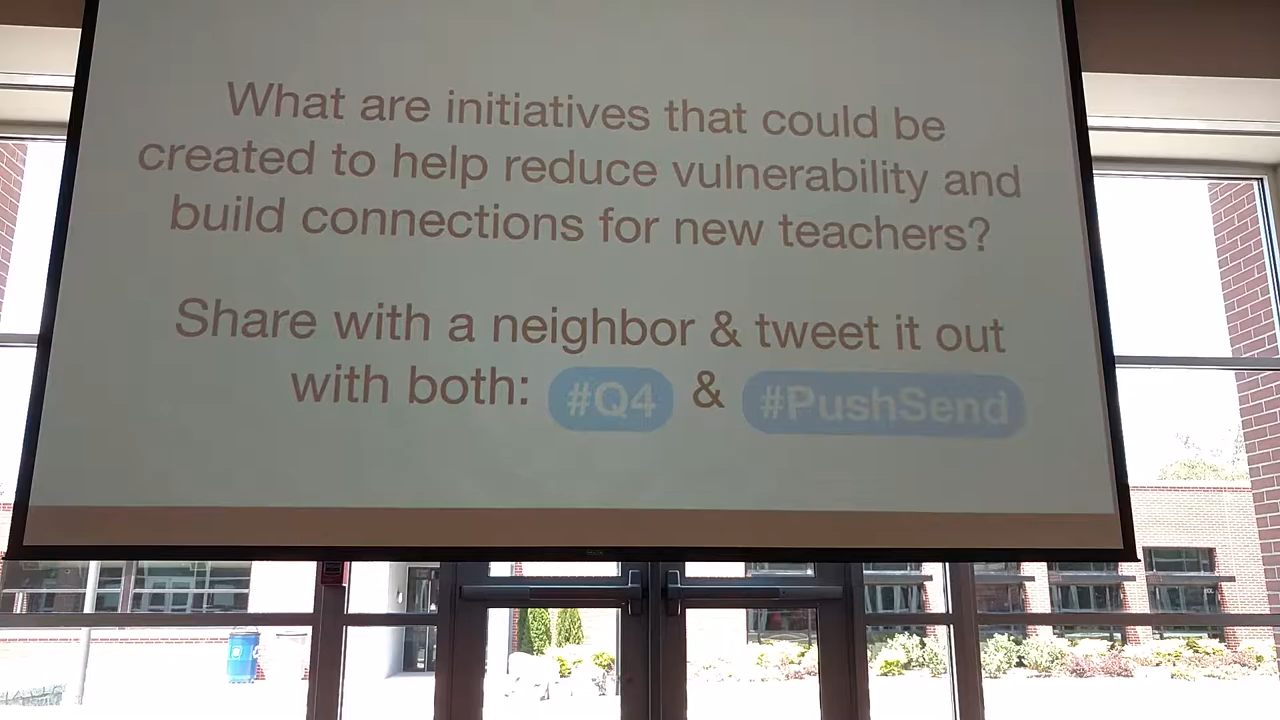 What are initiatives that could be
created to help reduce vulnerability and
build connections for new teachers?
Share with a neighbor & tweet it out
with both: #Q4 & #PushSend